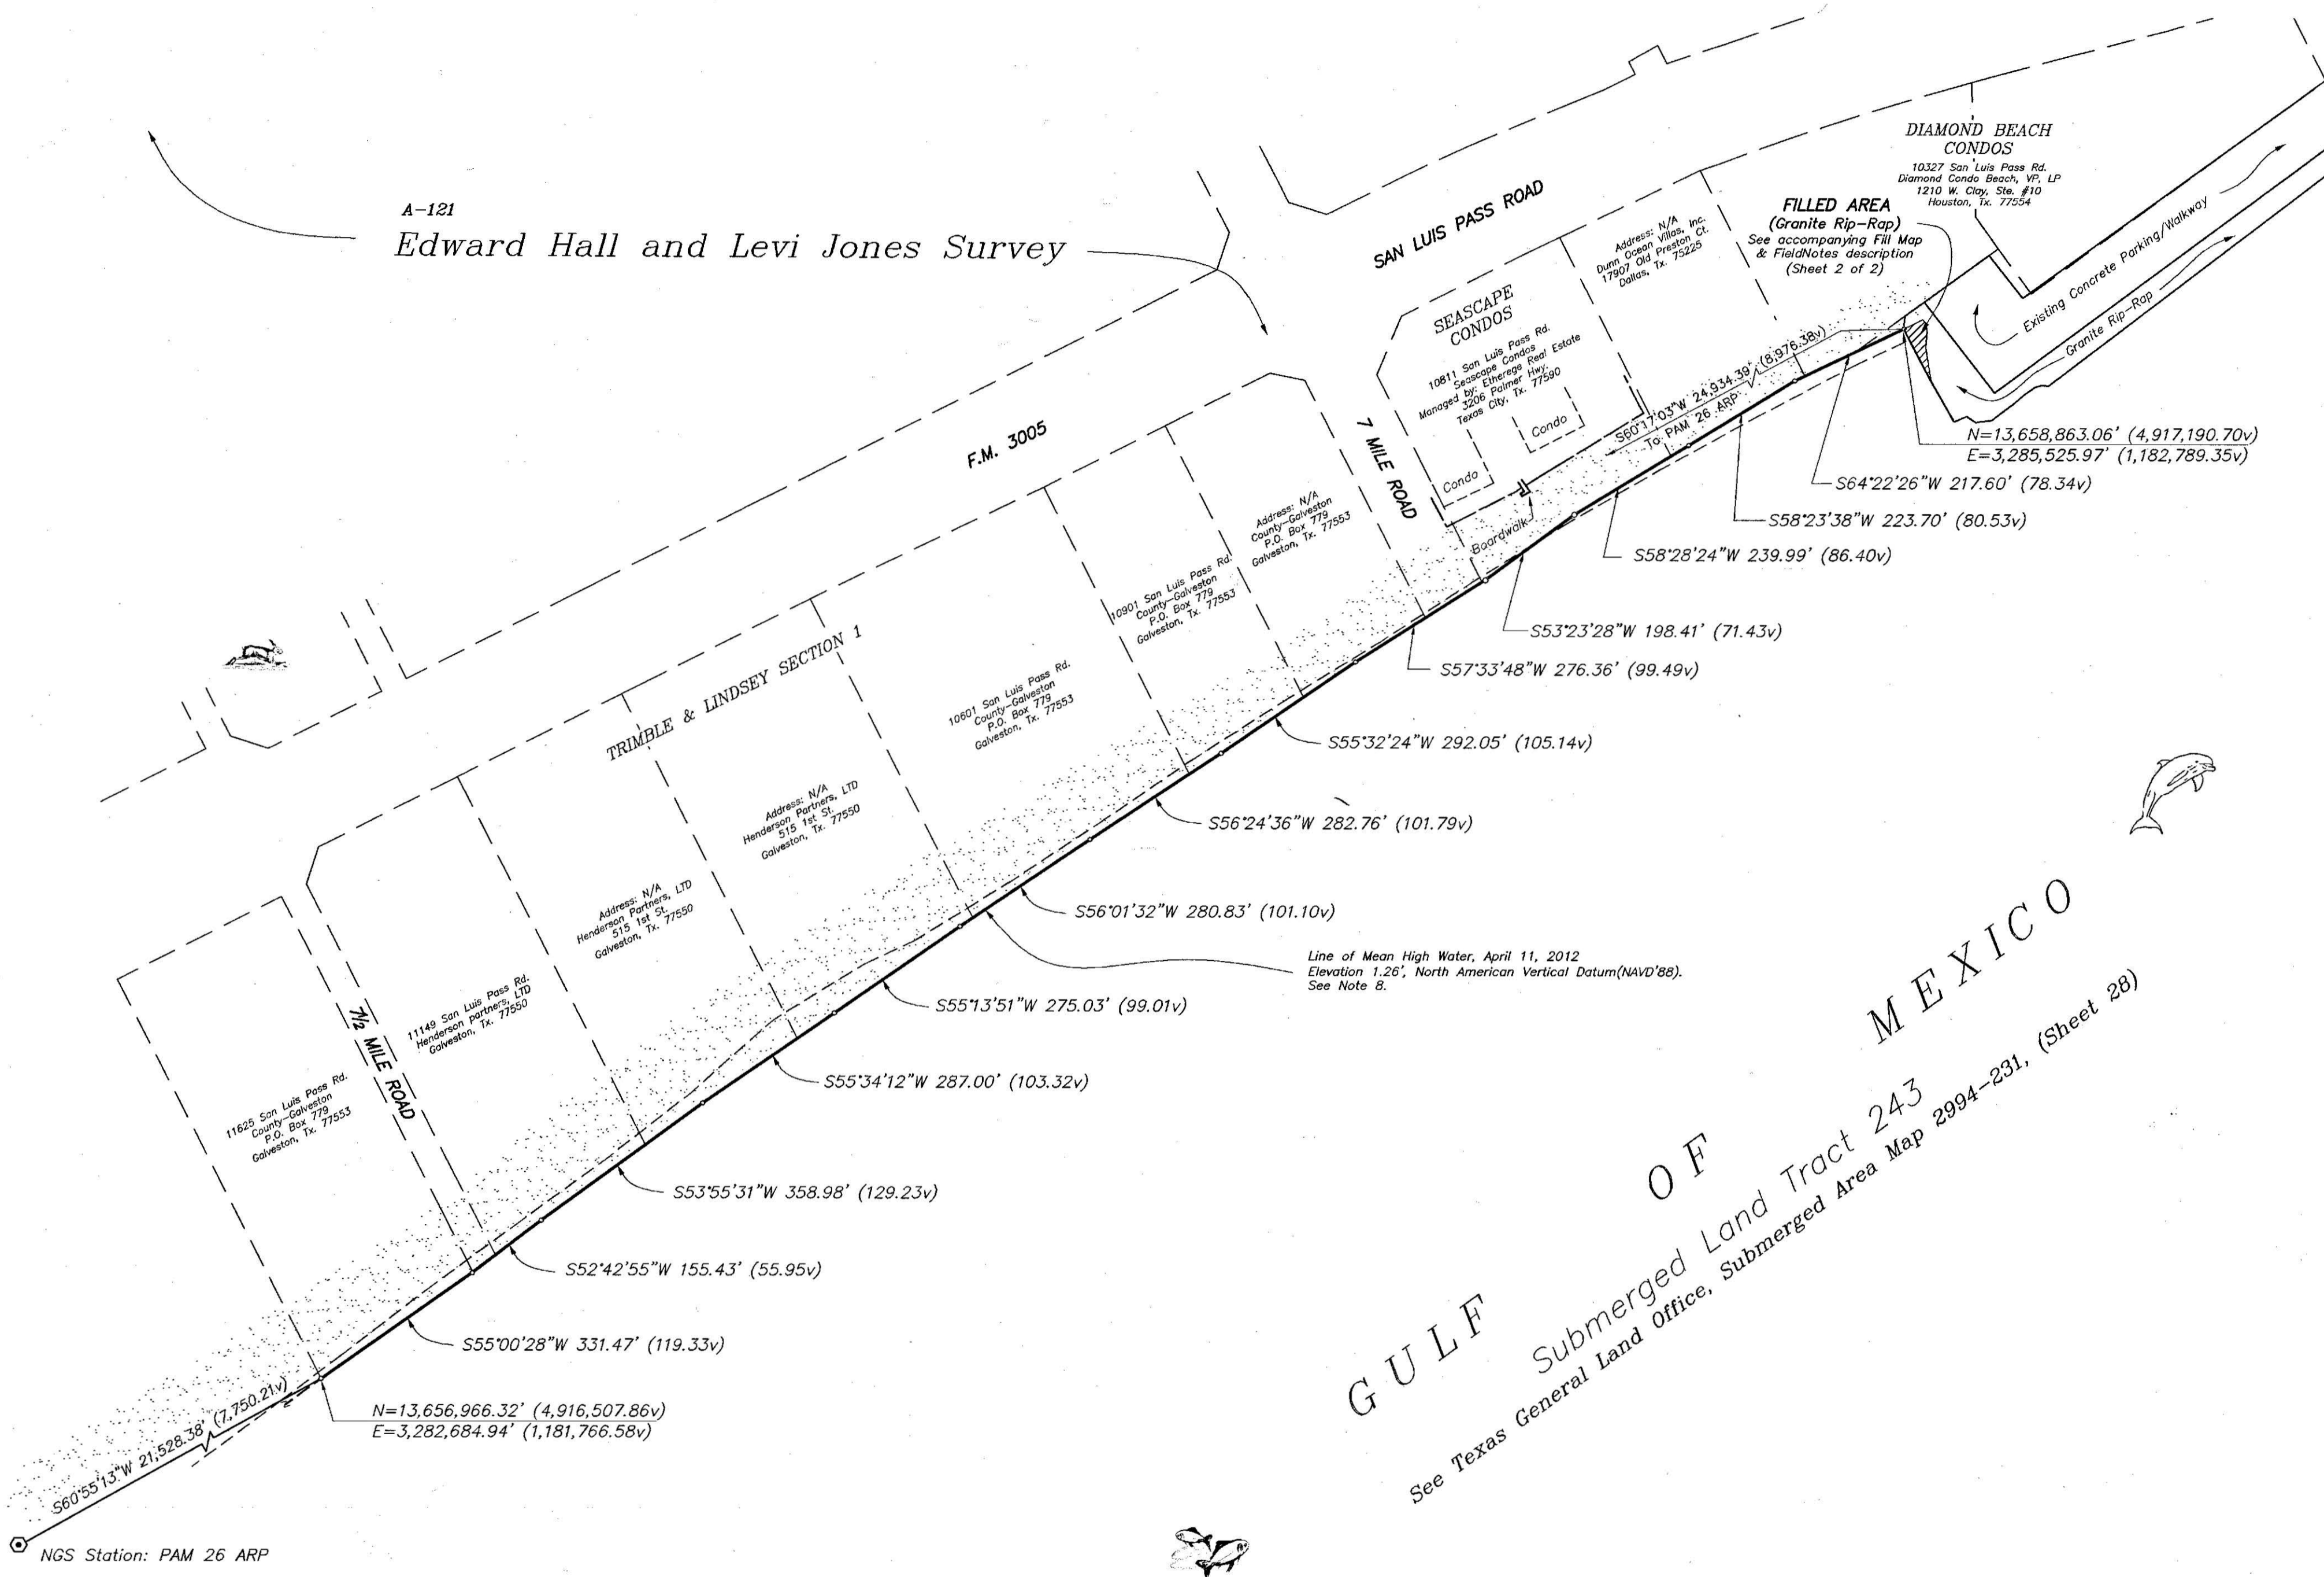 A-121
Edward Hall and Levi Jones Survey
SAN LUIS PASS ROAD
F.M. 3005
7 MILE ROAD
DIAMOND BEACH
CONDOS
10327 San Luis Pass Rd.
Diamond Condo Beach, VP, LP
1210 W. Clay, Ste. #10
Houston, Tx. 77554
FILLED AREA
(Granite Rip-Rap)
See accompanying Fill Map
& FieldNotes description
(Sheet 2 of 2)
Existing Concrete Parking/Walkway
Granite Rip-Rap
Address: N/A
Dunn Ocean Villas, Inc.
17907 Old Preston Ct.
Dallas, Tx. 75225
SEASCAPE
CONDOS
10811 San Luis Pass Rd.
Seascape Condos
Managed by: Etherege Real Estate
3206 Palmer Hwy.
Texas City, Tx. 77590
Condo
Condo
Boardwalk
S60°17'03"W 24,934.39' (8,976.38v)
To PAM 26 ARP
N=13,658,863.06' (4,917,190.70v)
E=3,285,525.97' (1,182,789.35v)
S64°22'26"W 217.60' (78.34v)
S58°23'38"W 223.70' (80.53v)
S58°28'24"W 239.99' (86.40v)
S53°23'28"W 198.41' (71.43v)
S57°33'48"W 276.36' (99.49v)
S55°32'24"W 292.05' (105.14v)
S56°24'36"W 282.76' (101.79v)
S56°01'32"W 280.83' (101.10v)
Line of Mean High Water, April 11, 2012
Elevation 1.26', North American Vertical Datum(NAVD'88).
See Note 8.
S55°13'51"W 275.03' (99.01v)
S55°34'12"W 287.00' (103.32v)
S53°55'31"W 358.98' (129.23v)
S52°42'55"W 155.43' (55.95v)
S55°00'28"W 331.47' (119.33v)
N=13,656,966.32' (4,916,507.86v)
E=3,282,684.94' (1,181,766.58v)
Address: N/A
County-Galveston
P.O. Box 779
Galveston, Tx. 77553
10901 San Luis Pass Rd.
County-Galveston
P.O. Box 779
Galveston, Tx. 77553
10601 San Luis Pass Rd.
County-Galveston
P.O. Box 779
Galveston, Tx. 77553
TRIMBLE & LINDSEY SECTION 1
Address: N/A
Henderson Partners, LTD
515 1st St.
Galveston, Tx. 77550
Address: N/A
Henderson Partners, LTD
515 1st St.
Galveston, Tx. 77550
11149 San Luis Pass Rd.
Henderson partners, LTD
Galveston, Tx. 77550
7½ MILE ROAD
11625 San Luis Pass Rd.
County-Galveston
P.O. Box 779
Galveston, Tx. 77553
S60°55'13"W 21,528.38' (7,750.21v)
NGS Station: PAM 26 ARP
GULF OF MEXICO
Submerged Land Tract 243
See Texas General Land Office, Submerged Area Map 2994-231, (Sheet 28)